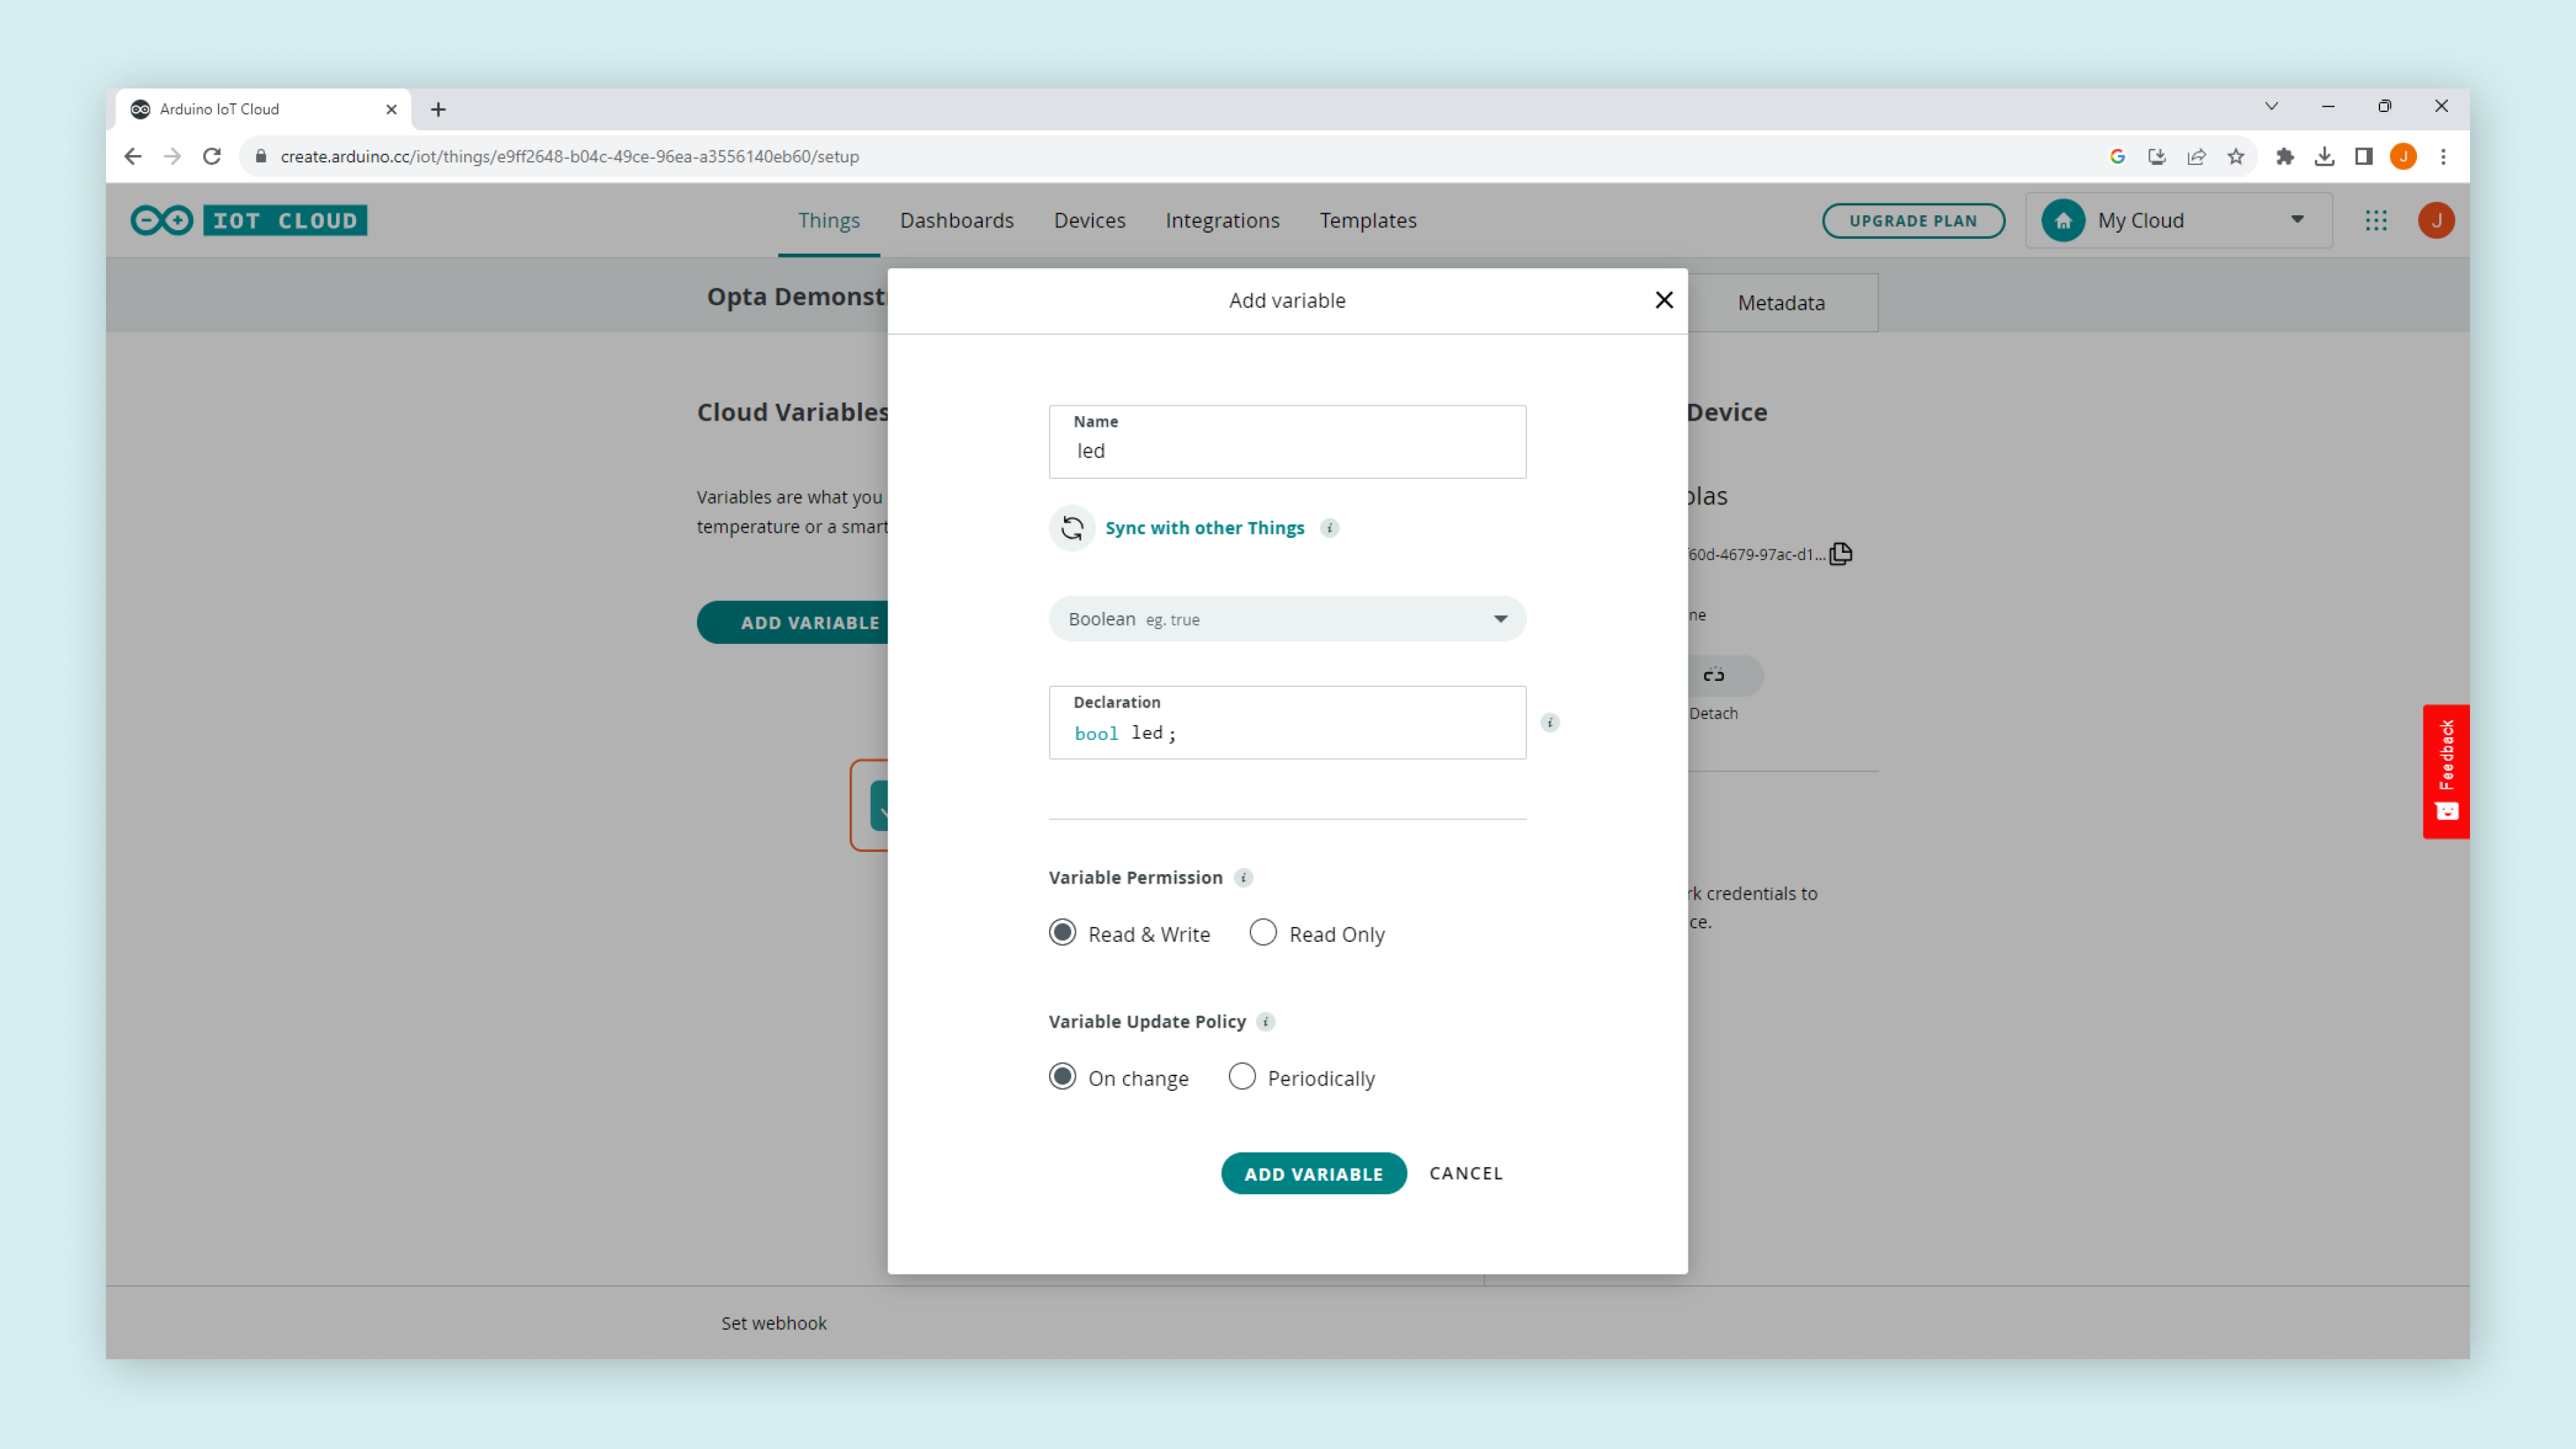 Arduino IoT Cloud
create.arduino.cc/iot/things/e9ff2648-b04c-49ce-96ea-a3556140eb60/setup
IOT CLOUD
Things Dashboards Devices Integrations Templates
UPGRADE PLAN
My Cloud
J
J
Opta Demonst
Metadata
Cloud Variables
Variables are what you
temperature or a smart
ADD VARIABLE
Add variable
Name
led
Sync with other Things
Boolean eg. true
Declaration
bool led ;
Variable Permission
Read & Write Read Only
Variable Update Policy
On change Periodically
ADD VARIABLE CANCEL
Device
olas
60d-4679-97ac-d1...
ne
Detach
rk credentials to
ce.
Feedback
Set webhook